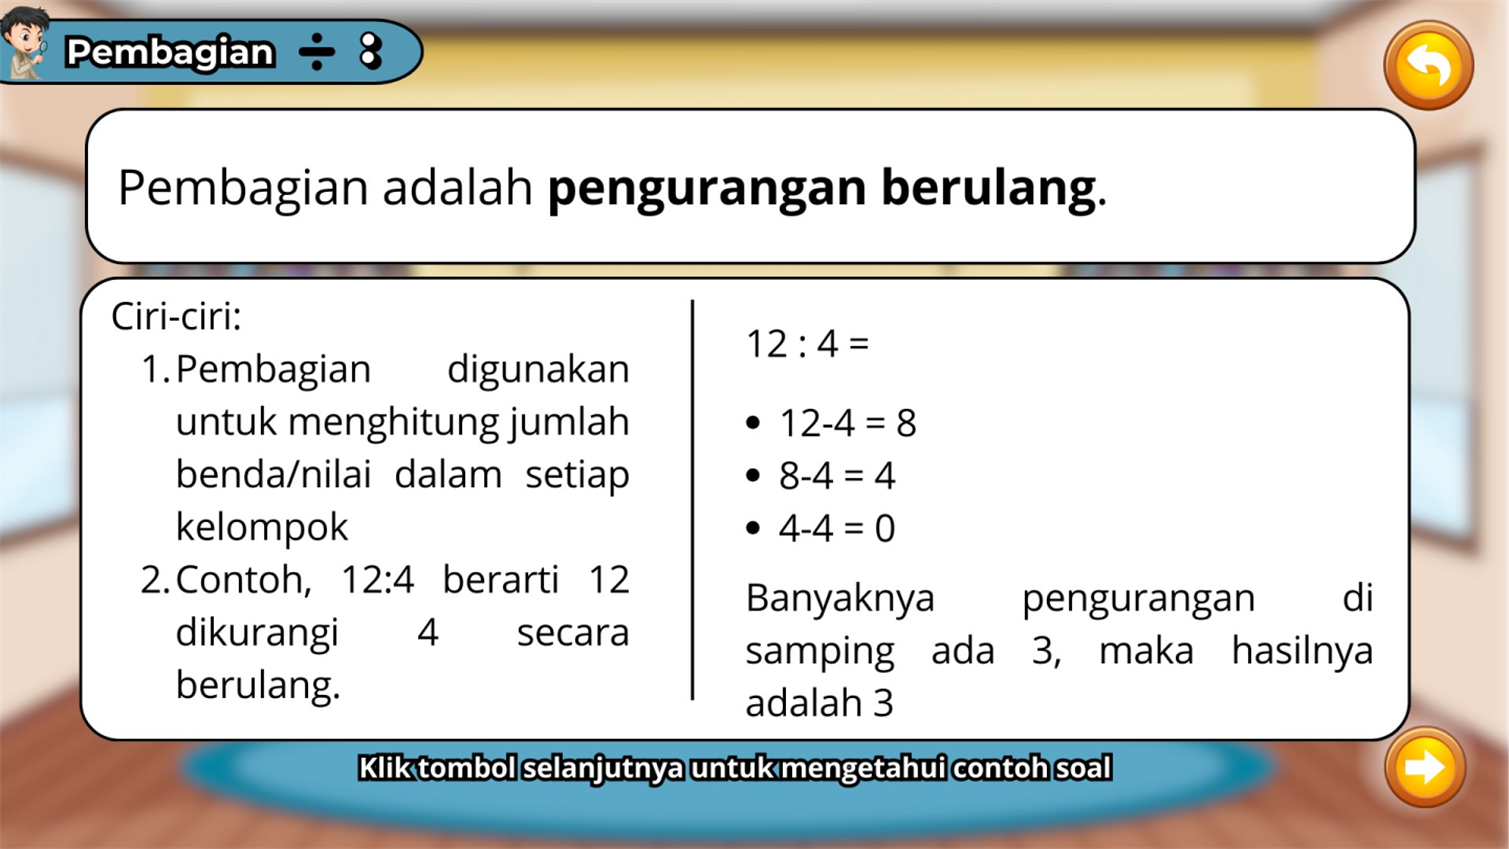 Pembagian ÷ :
Pembagian adalah pengurangan berulang.
Ciri-ciri:
1. Pembagian digunakan
untuk menghitung jumlah
benda/nilai dalam setiap
kelompok
2. Contoh, 12:4 berarti 12
dikurangi 4 secara
berulang.
12 : 4 =
• 12-4 = 8
• 8-4 = 4
• 4-4 = 0
Banyaknya pengurangan di
samping ada 3, maka hasilnya
adalah 3
Klik tombol selanjutnya untuk mengetahui contoh soal